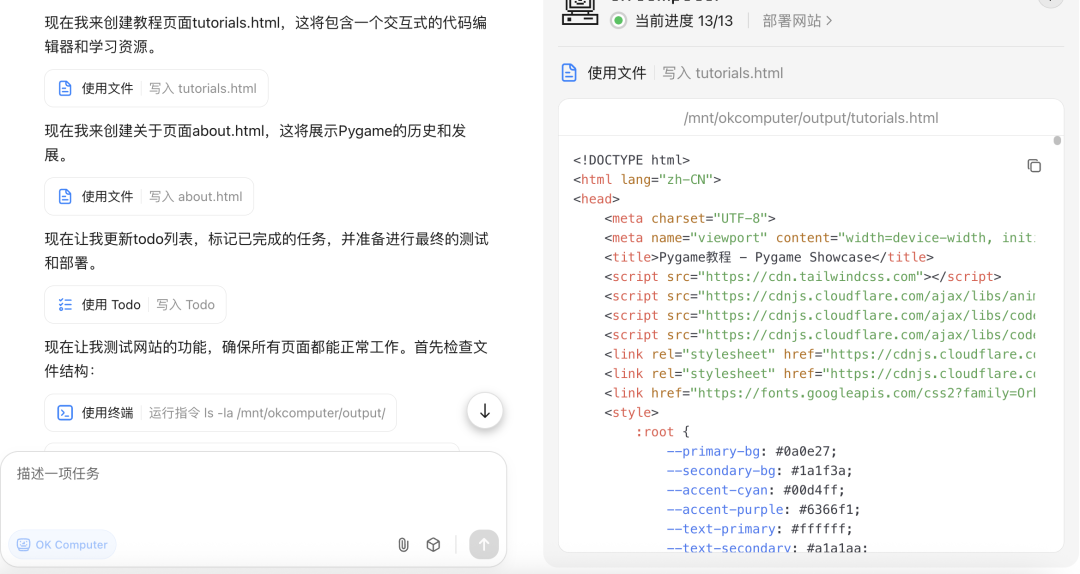 现在我来创建教程页面tutorials.html，这将包含一个交互式的代码编
辑器和学习资源。
使用文件 写入 tutorials.html
现在我来创建关于页面about.html，这将展示Pygame的历史和发
展。
使用文件 写入 about.html
现在让我更新todo列表，标记已完成的任务，并准备进行最终的测试
和部署。
使用 Todo 写入 Todo
现在让我测试网站的功能，确保所有页面都能正常工作。首先检查文
件结构：
使用终端 运行指令 ls -la /mnt/okcomputer/output/
描述一项任务
OK Computer
当前进度 13/13 部署网站
使用文件 写入 tutorials.html
/mnt/okcomputer/output/tutorials.html
<!DOCTYPE html>
<html lang="zh-CN">
<head>
    <meta charset="UTF-8">
    <meta name="viewport" content="width=device-width, initi
    <title>Pygame教程 - Pygame Showcase</title>
    <script src="https://cdn.tailwindcss.com"></script>
    <script src="https://cdnjs.cloudflare.com/ajax/libs/ani
    <script src="https://cdnjs.cloudflare.com/ajax/libs/code
    <script src="https://cdnjs.cloudflare.com/ajax/libs/code
    <link rel="stylesheet" href="https://cdnjs.cloudflare.co
    <link rel="stylesheet" href="https://cdnjs.cloudflare.co
    <link href="https://fonts.googleapis.com/css2?family=Or
    <style>
        :root {
            --primary-bg: #0a0e27;
            --secondary-bg: #1a1f3a;
            --accent-cyan: #00d4ff;
            --accent-purple: #6366f1;
            --text-primary: #ffffff;
            --text-secondary: #a1a1aa;